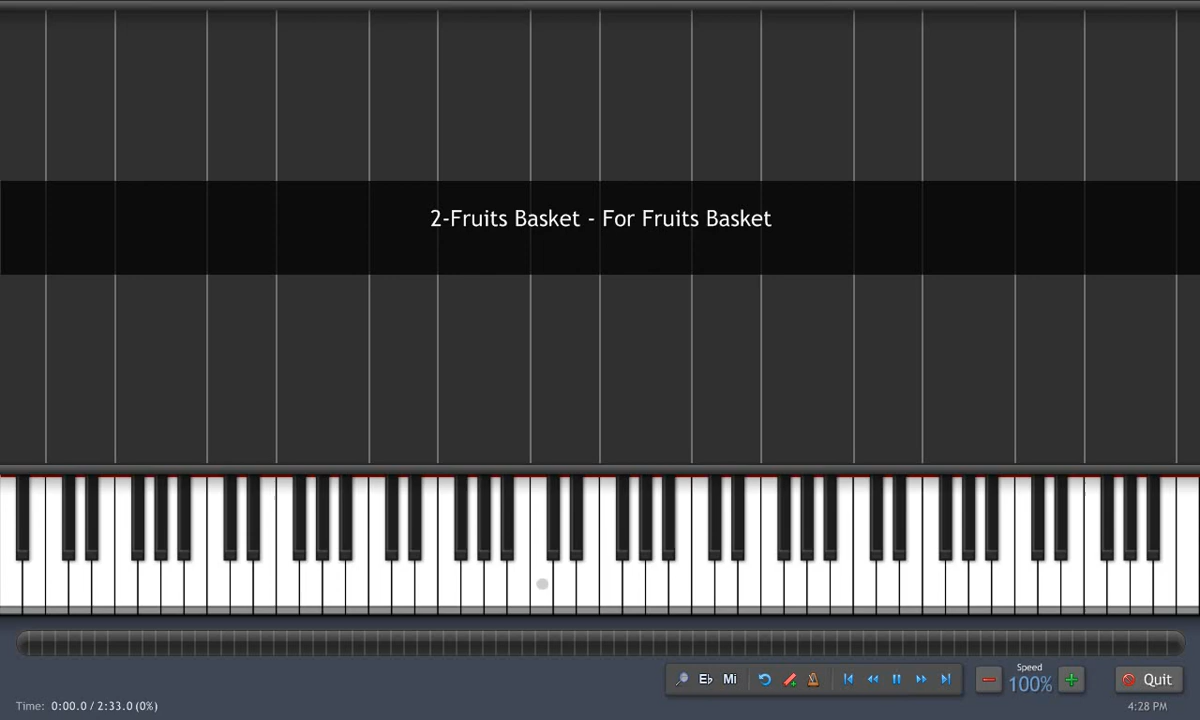 2-Fruits Basket - For Fruits Basket
Speed
E♭ Mi 100% Quit
Time: 0:00.0 / 2:33.0 (0%) 4:28 PM